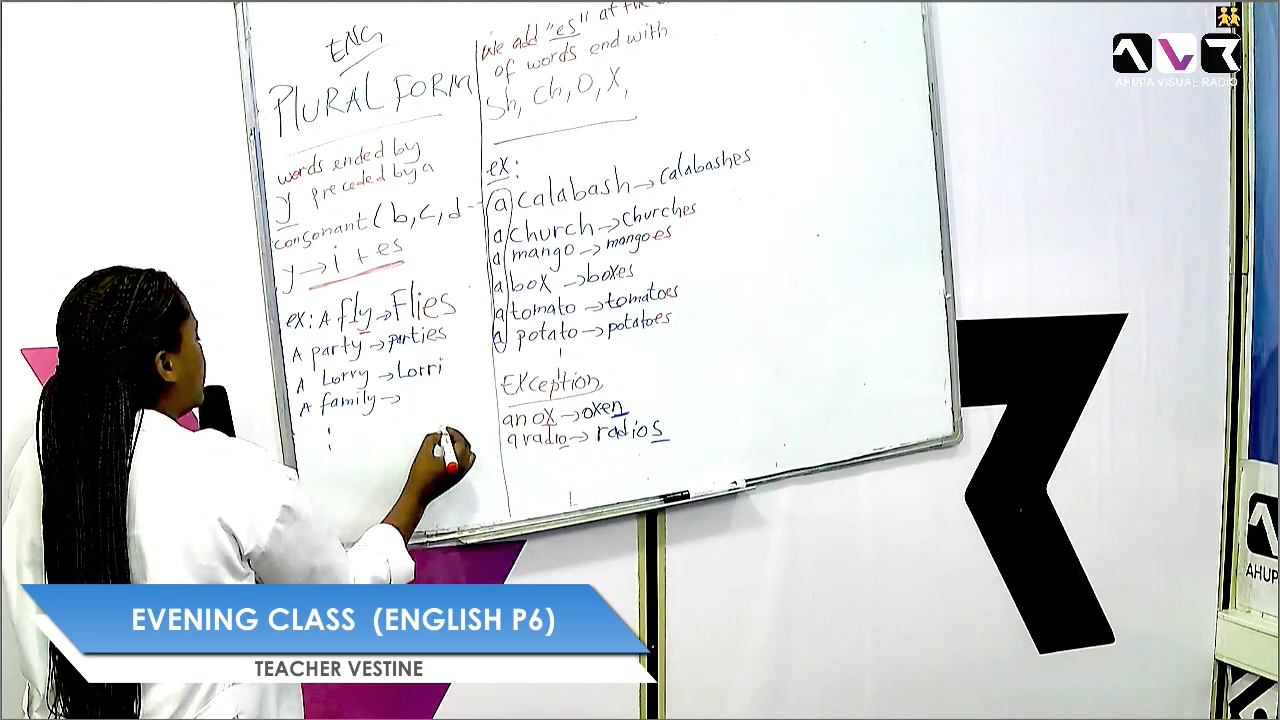 ENG
PLURAL FORM
words ended by
y preceded by a
consonant (b, c, d --
y → i + es
ex: A fly → Flies
A party → parties
A Lorry → Lorri
A family →
We add "es" at the
of words end with
Sh, Ch, O, X,
ex:
a calabash → calabashes
a church → churches
a mango → mangoes
a box → boxes
a tomato → tomatoes
a potato → potatoes
EXception
an ox → oxen
a radio → radios
AHUPA VISUAL RADIO
AHUPA
EVENING CLASS (ENGLISH P6)
TEACHER VESTINE